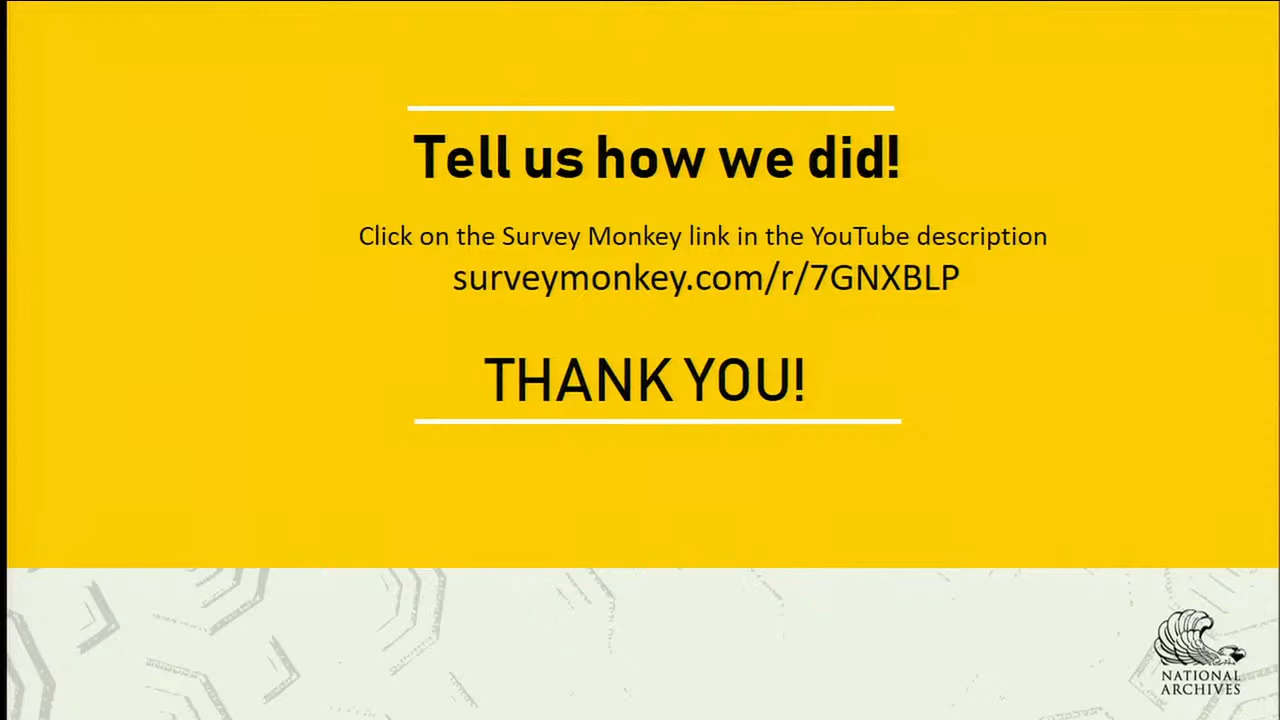 Tell us how we did!
Click on the Survey Monkey link in the YouTube description
surveymonkey.com/r/7GNXBLP
THANK YOU!
NATIONAL
ARCHIVES